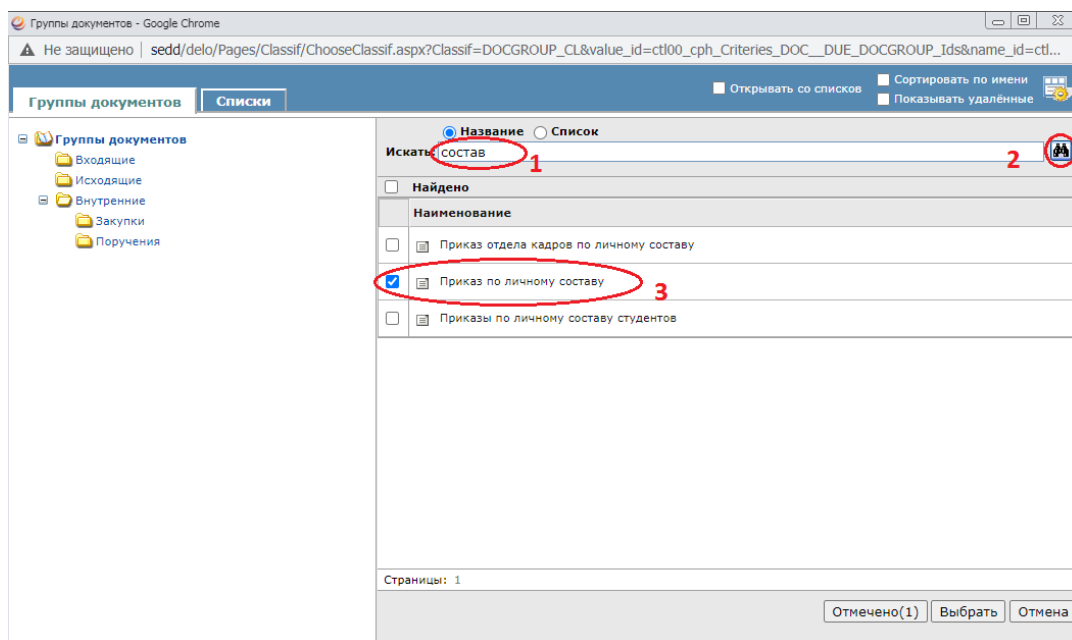 Группы документов - Google Chrome
Не защищено | sedd/delo/Pages/Classif/ChooseClassif.aspx?Classif=DOCGROUP_CL&value_id=ctl00_cph_Criteries_DOC__DUE_DOCGROUP_Ids&name_id=ctl...
Группы документов Списки
Открывать со списков
Сортировать по имени
Показывать удалённые
Группы документов
Входящие
Исходящие
Внутренние
Закупки
Поручения
Название Список
Искать: состав 1 2
Найдено
Наименование
Приказ отдела кадров по личному составу
Приказ по личному составу 3
Приказы по личному составу студентов
Страницы: 1
Отмечено(1) Выбрать Отмена